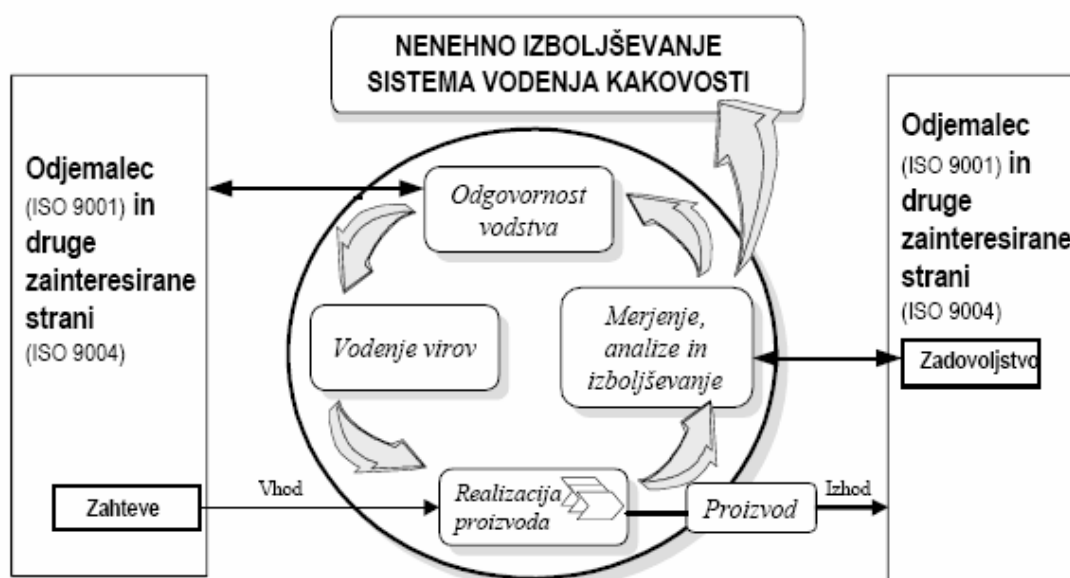 NENEHNO IZBOLJŠEVANJE
SISTEMA VODENJA KAKOVOSTI
Odjemalec
(ISO 9001) in
druge
zainteresirane
strani
(ISO 9004)
Zahteve
Vhod
Odgovornost
vodstva
Vodenje virov
Merjenje,
analize in
izboljševanje
Realizacija
proizvoda
Proizvod
Izhod
Odjemalec
(ISO 9001) in
druge
zainteresirane
strani
(ISO 9004)
Zadovoljstvo